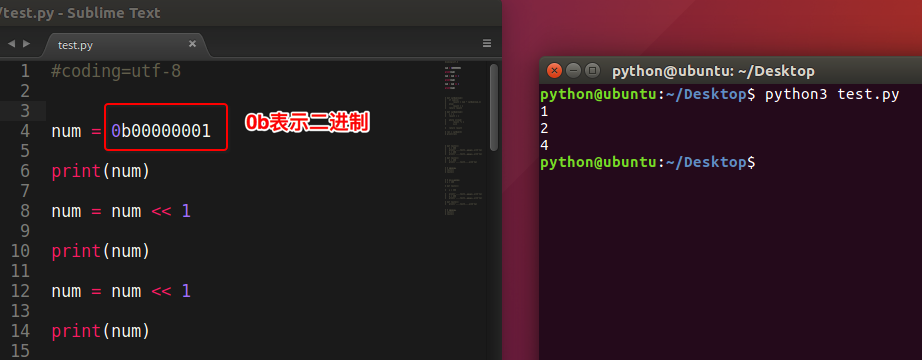 /test.py - Sublime Text
test.py
1 #coding=utf-8
2
3
4 num = 0b00000001
5
6 print(num)
7
8 num = num << 1
9
10 print(num)
11
12 num = num << 1
13
14 print(num)
15
0b表示二进制
python@ubuntu: ~/Desktop
python@ubuntu:~/Desktop$ python3 test.py
1
2
4
python@ubuntu:~/Desktop$